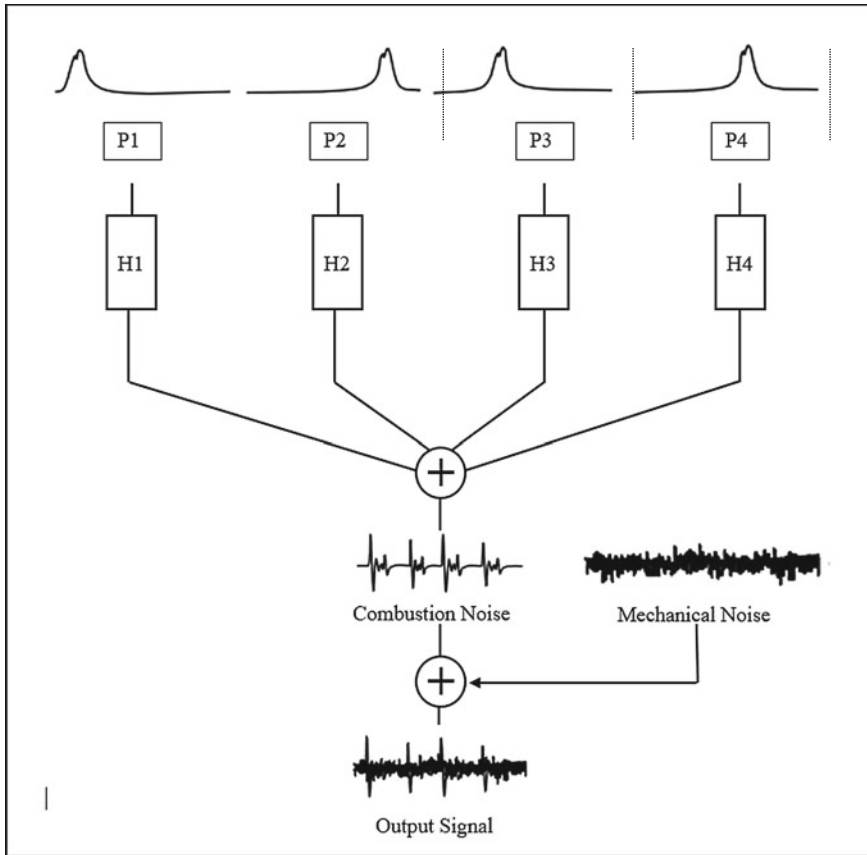 P1
P2
P3
P4
H1
H2
H3
H4
+
Combustion Noise
Mechanical Noise
+
Output Signal